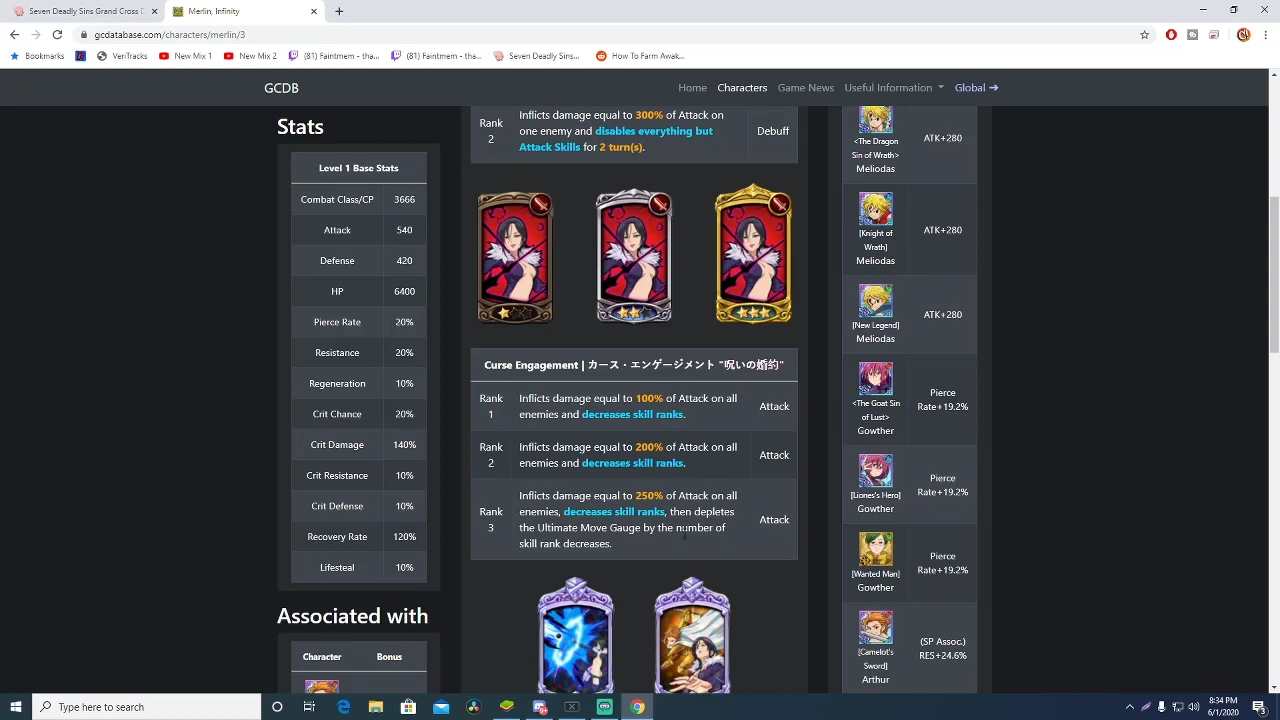 Seven Deadly Sins Grand Cross D
Merlin, Infinity
gcdatabase.com/characters/merlin/3
Bookmarks
VeriTracks
New Mix 1
New Mix 2
(81) Faintmem - tha...
(81) Faintmem - tha...
Seven Deadly Sins...
How To Farm Awak...
GCDB
Home
Characters
Game News
Useful Information
Global
Stats
Level 1 Base Stats
Combat Class/CP 3666
Attack 540
Defense 420
HP 6400
Pierce Rate 20%
Resistance 20%
Regeneration 10%
Crit Chance 20%
Crit Damage 140%
Crit Resistance 10%
Crit Defense 10%
Recovery Rate 120%
Lifesteal 10%
Associated with
Character Bonus
Rank
2
Inflicts damage equal to 300% of Attack on
one enemy and disables everything but
Attack Skills for 2 turn(s).
Debuff
Curse Engagement | カース・エンゲージメント "呪いの婚约"
Rank
1
Inflicts damage equal to 100% of Attack on all
enemies and decreases skill ranks.
Attack
Rank
2
Inflicts damage equal to 200% of Attack on all
enemies and decreases skill ranks.
Attack
Rank
3
Inflicts damage equal to 250% of Attack on all
enemies, decreases skill ranks, then depletes
the Ultimate Move Gauge by the number of
skill rank decreases.
Attack
<The Dragon
Sin of Wrath>
Meliodas
ATK+280
[Knight of
Wrath]
Meliodas
ATK+280
[New Legend]
Meliodas
ATK+280
<The Goat Sin
of Lust>
Gowther
Pierce
Rate+19.2%
[Liones's Hero]
Gowther
Pierce
Rate+19.2%
[Wanted Man]
Gowther
Pierce
Rate+19.2%
[Camelot's
Sword]
Arthur
(SP Assoc.)
RES+24.6%
Type here to search
8:34 PM
6/1/2020